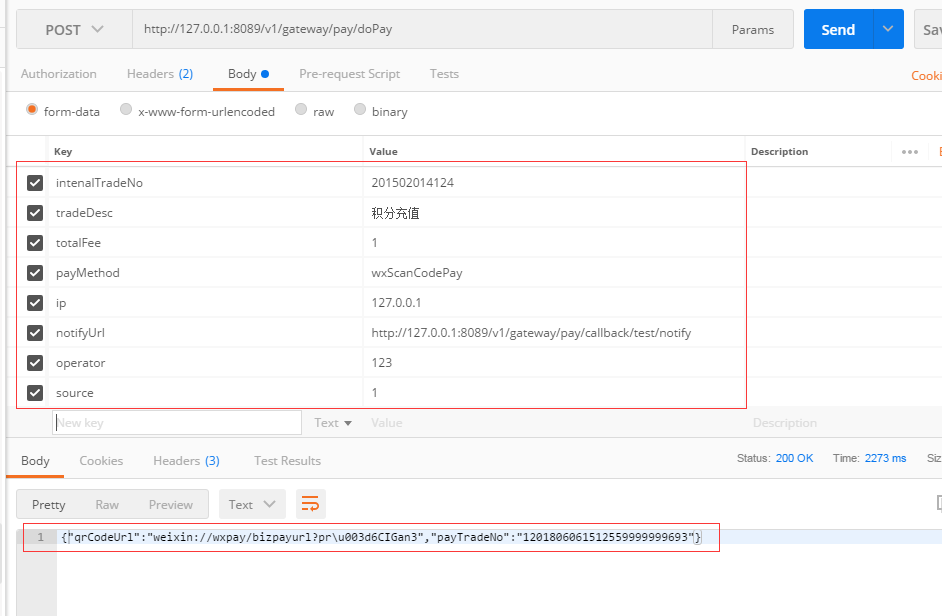 POST http://127.0.0.1:8089/v1/gateway/pay/doPay Params Send Sav
Authorization Headers (2) Body Pre-request Script Tests Cooki
form-data x-www-form-urlencoded raw binary
Key Value Description
intenalTradeNo 201502014124
tradeDesc 积分充值
totalFee 1
payMethod wxScanCodePay
ip 127.0.0.1
notifyUrl http://127.0.0.1:8089/v1/gateway/pay/callback/test/notify
operator 123
source 1
New key Text Value Description
Body Cookies Headers (3) Test Results Status: 200 OK Time: 2273 ms Siz
Pretty Raw Preview Text
1 {"qrCodeUrl":"weixin://wxpay/bizpayurl?pr\u003d6CIGan3","payTradeNo":"1201806061512559999999693"}